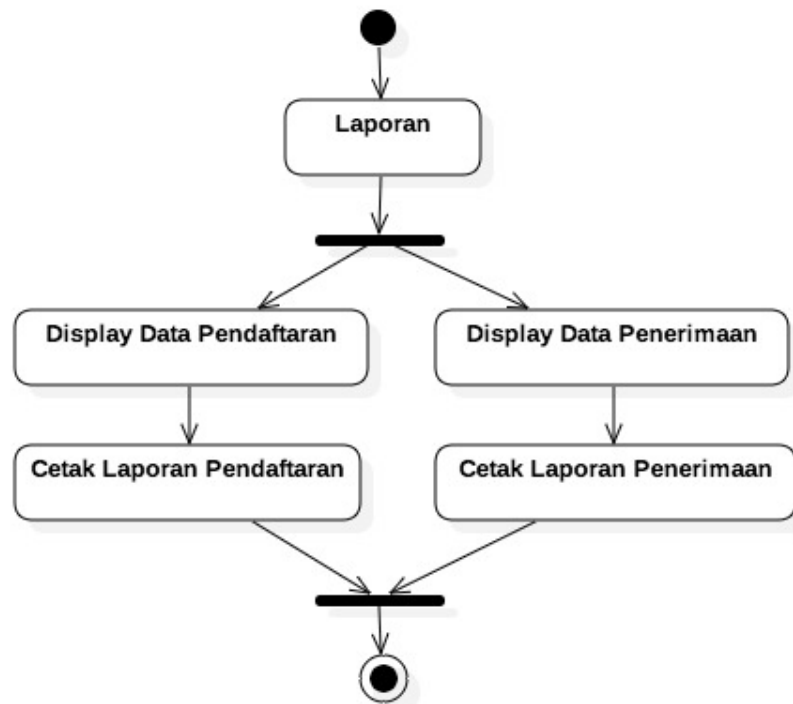 Laporan
Display Data Pendaftaran
Display Data Penerimaan
Cetak Laporan Pendaftaran
Cetak Laporan Penerimaan